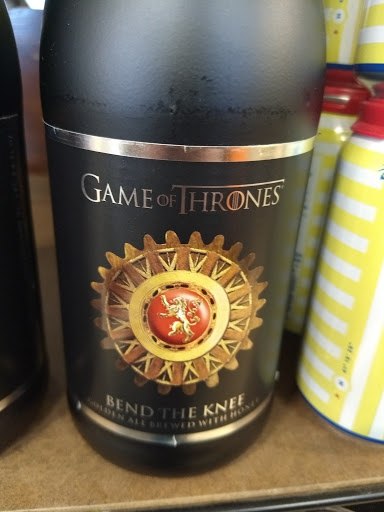 GAME OF THRONES
BEND THE KNEE
GOLDEN ALE BREWED WITH HONEY